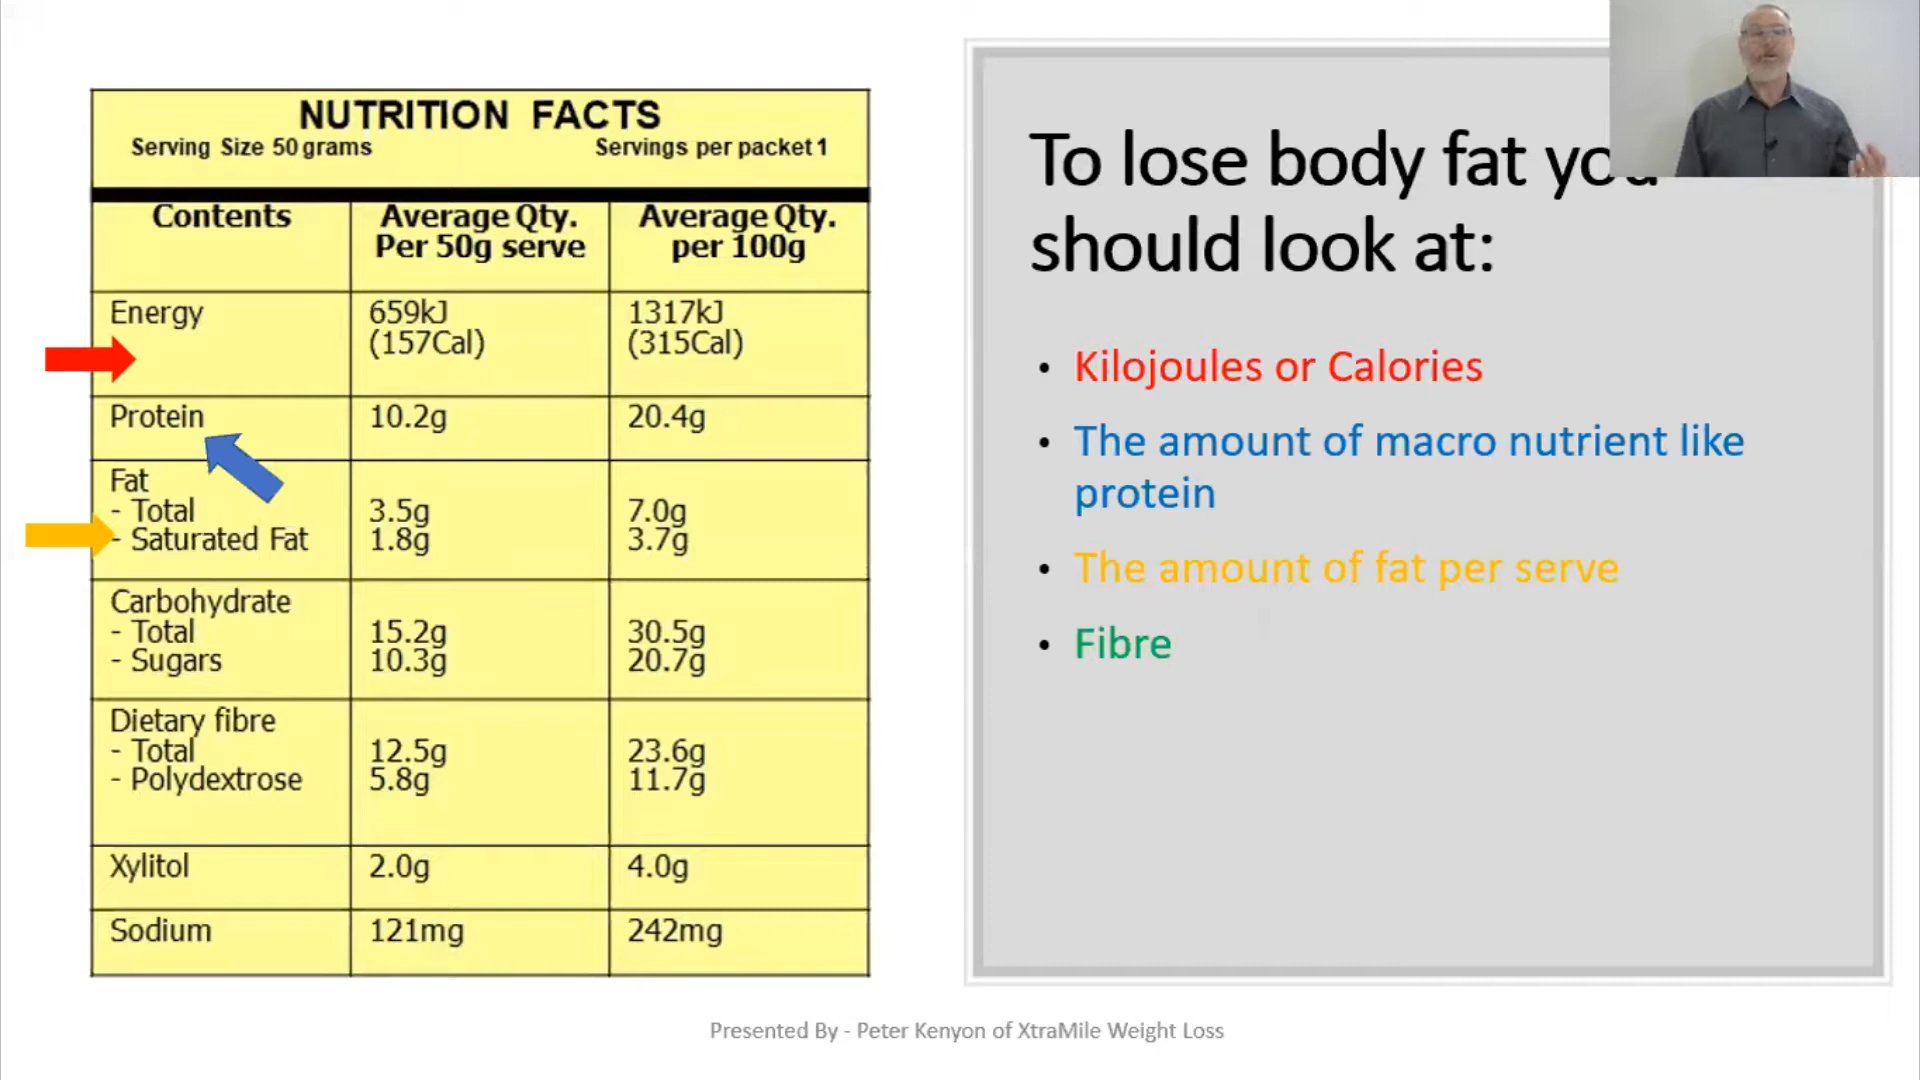 NUTRITION FACTS
Serving Size 50 grams Servings per packet 1
Contents Average Qty. Per 50g serve Average Qty. per 100g
Energy 659kJ 1317kJ
(157Cal) (315Cal)
Protein 10.2g 20.4g
Fat
- Total 3.5g 7.0g
- Saturated Fat 1.8g 3.7g
Carbohydrate
- Total 15.2g 30.5g
- Sugars 10.3g 20.7g
Dietary fibre
- Total 12.5g 23.6g
- Polydextrose 5.8g 11.7g
Xylitol 2.0g 4.0g
Sodium 121mg 242mg
To lose body fat you
should look at:
• Kilojoules or Calories
• The amount of macro nutrient like
protein
• The amount of fat per serve
• Fibre
Presented By - Peter Kenyon of XtraMile Weight Loss